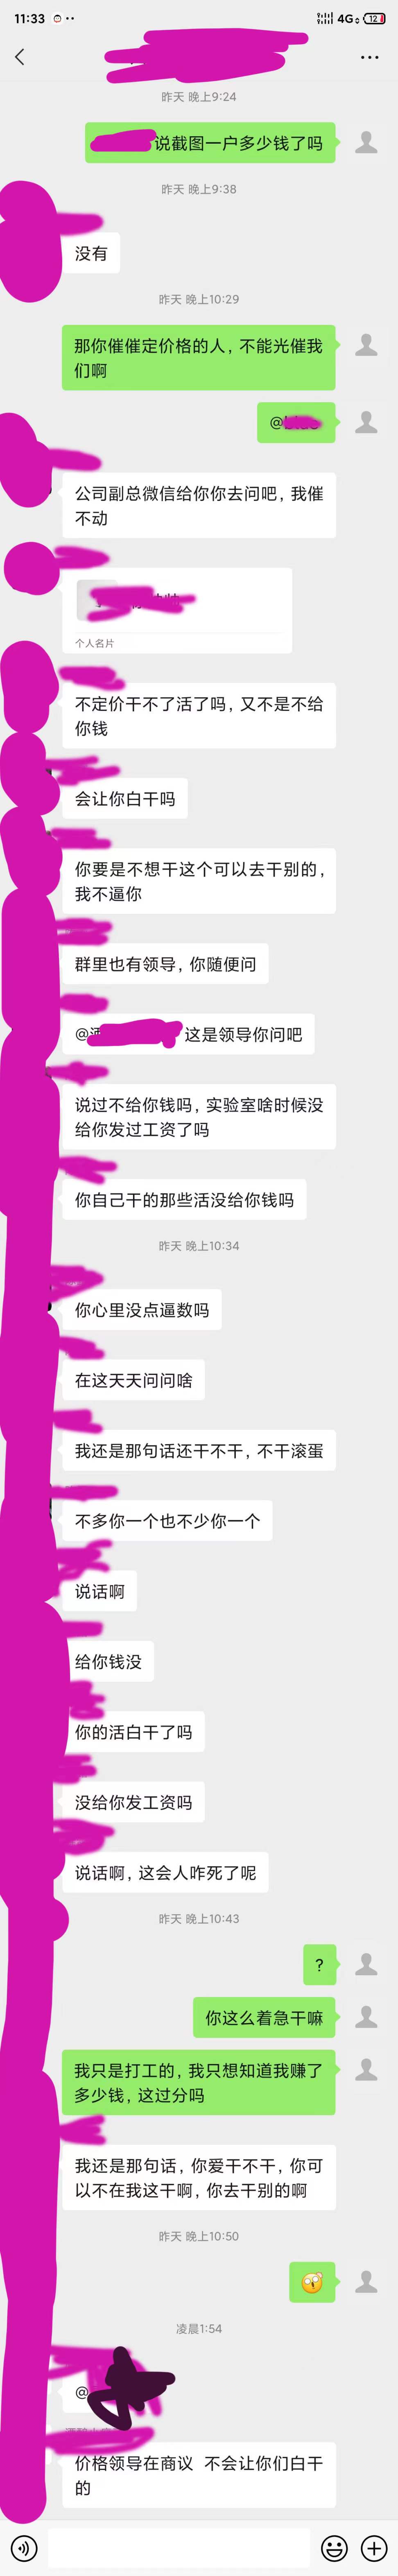 11:33
4G
12
昨天 晚上9:24
说截图一户多少钱了吗
昨天 晚上9:38
没有
昨天 晚上10:29
那你催催定价格的人，不能光催我
们啊
@
公司副总微信给你你去问吧，我催
不动
个人名片
不定价干不了活了吗，又不是不给
你钱
会让你白干吗
你要是不想干这个可以去干别的，
我不逼你
群里也有领导，你随便问
@
这是领导你问吧
说过不给你钱吗，实验室啥时候没
给你发过工资了吗
你自己干的那些活没给你钱吗
昨天 晚上10:34
你心里没点逼数吗
在这天天问问啥
我还是那句话还干不干，不干滚蛋
不多你一个也不少你一个
说话啊
给你钱没
你的活白干了吗
没给你发工资吗
说话啊，这会人咋死了呢
昨天 晚上10:43
?
你这么着急干嘛
我只是打工的，我只想知道我赚了
多少钱，这过分吗
我还是那句话，你爱干不干，你可
以不在我这干啊，你去干别的啊
昨天 晚上10:50
凌晨1:54
@
价格领导在商议 不会让你们白干
的